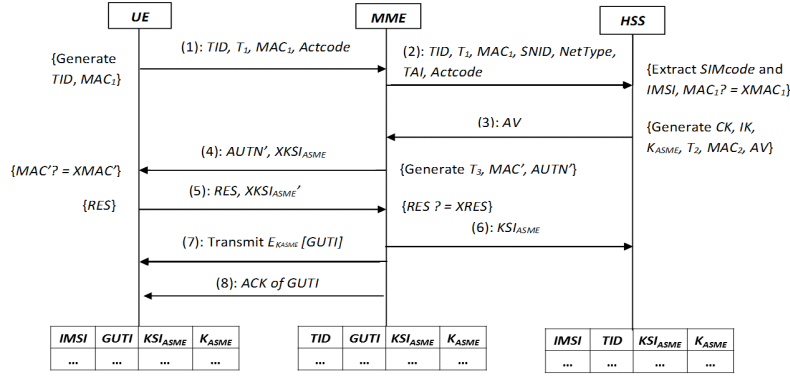 UE MME HSS
(1): TID, T1, MAC1, Actcode
(2): TID, T1, MAC1, SNID, NetType,
TAI, Actcode
{Generate
TID, MAC1}
{Extract SIMcode and
IMSI, MAC1? = XMAC1}
(3): AV
{Generate CK, IK,
KASME, T2, MAC2, AV}
(4): AUTN’, XKSIASME
{MAC’? = XMAC’}
{Generate T3, MAC’, AUTN’}
(5): RES, XKSIASME’
{RES}
{RES ? = XRES}
(6): KSIASME
(7): Transmit EKASME [GUTI]
(8): ACK of GUTI
IMSI GUTI KSIASME KASME
... ... ... ...
TID GUTI KSIASME KASME
... ... ... ...
IMSI TID KSIASME KASME
... ... ... ...